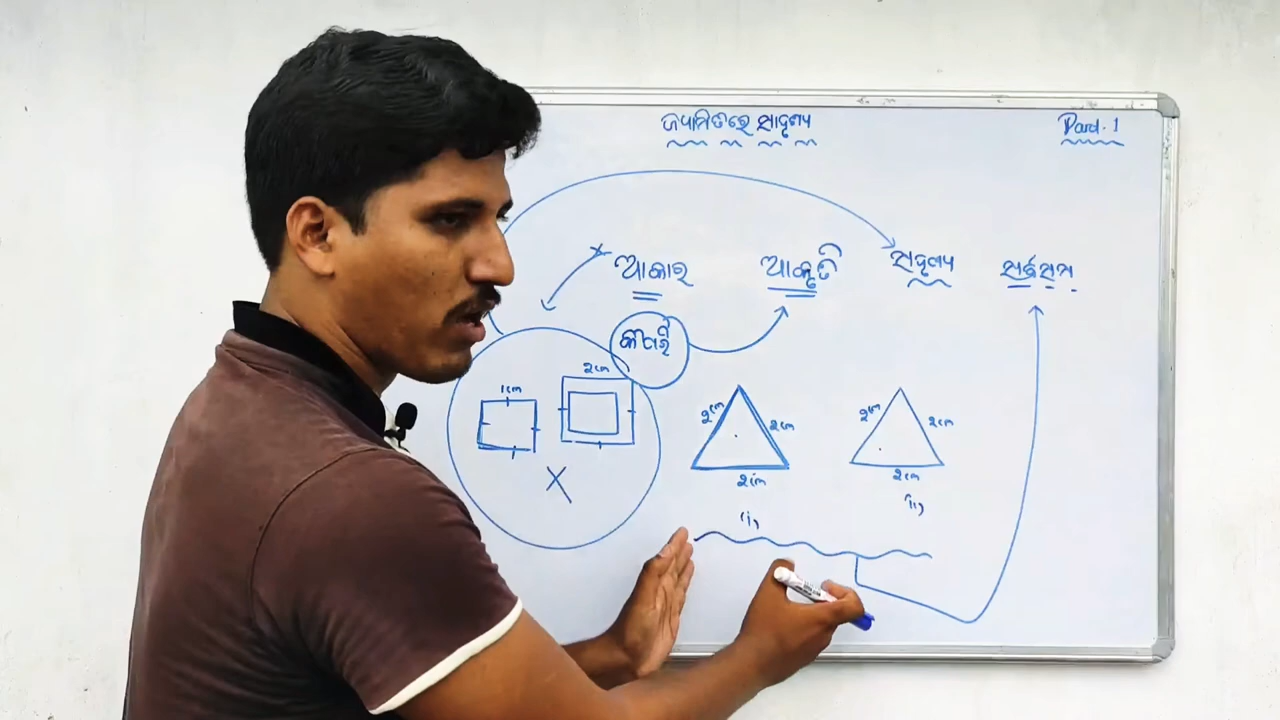 ଜ୍ୟାମିତିରେ ସାଦୃଶ୍ୟ
Part-1
ଆକାର
ଆକୃତି
ସାଦୃଶ୍ୟ
ସର୍ବସମ
1cm
2cm
2cm
2cm
2cm
(i)
2cm
2cm
2cm
(ii)